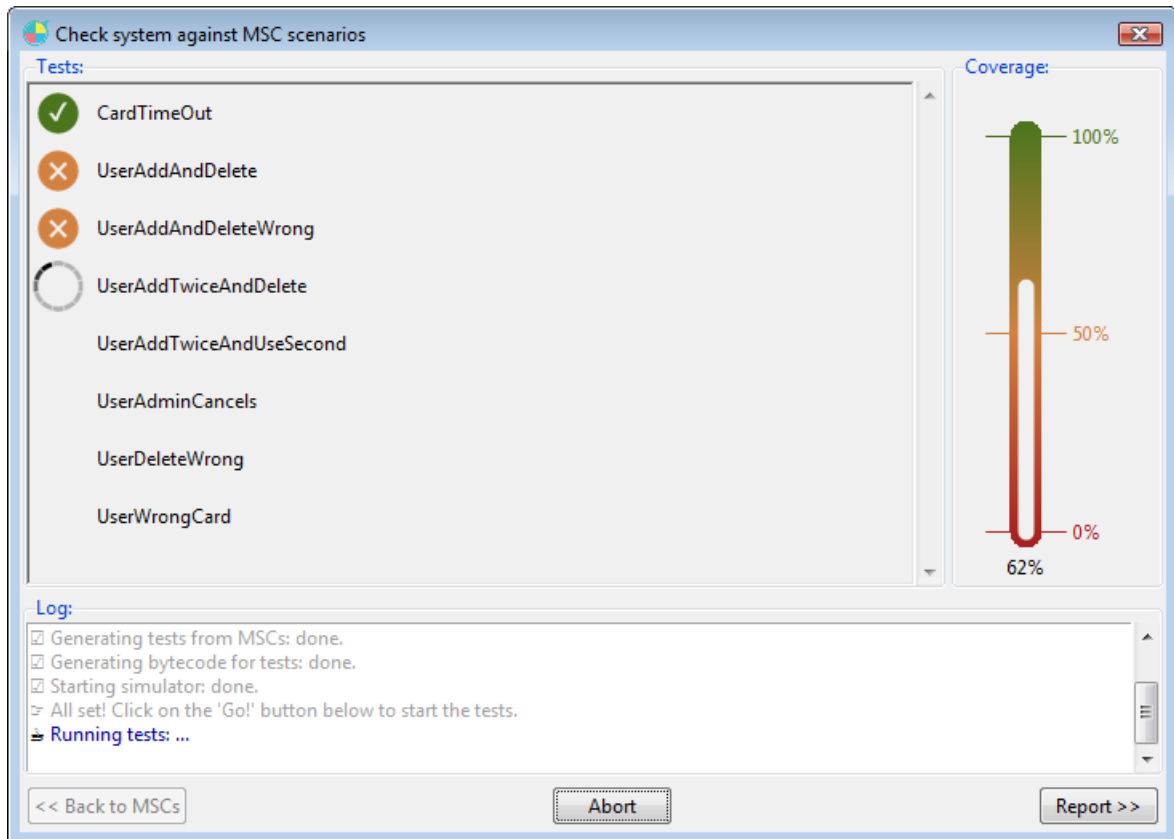 Check system against MSC scenarios
Tests:
CardTimeOut
UserAddAndDelete
UserAddAndDeleteWrong
UserAddTwiceAndDelete
UserAddTwiceAndUseSecond
UserAdminCancels
UserDeleteWrong
UserWrongCard
Coverage:
100%
50%
0%
62%
Log:
☑ Generating tests from MSCs: done.
☑ Generating bytecode for tests: done.
☑ Starting simulator: done.
☞ All set! Click on the 'Go!' button below to start the tests.
Running tests: ...
<< Back to MSCs
Abort
Report >>